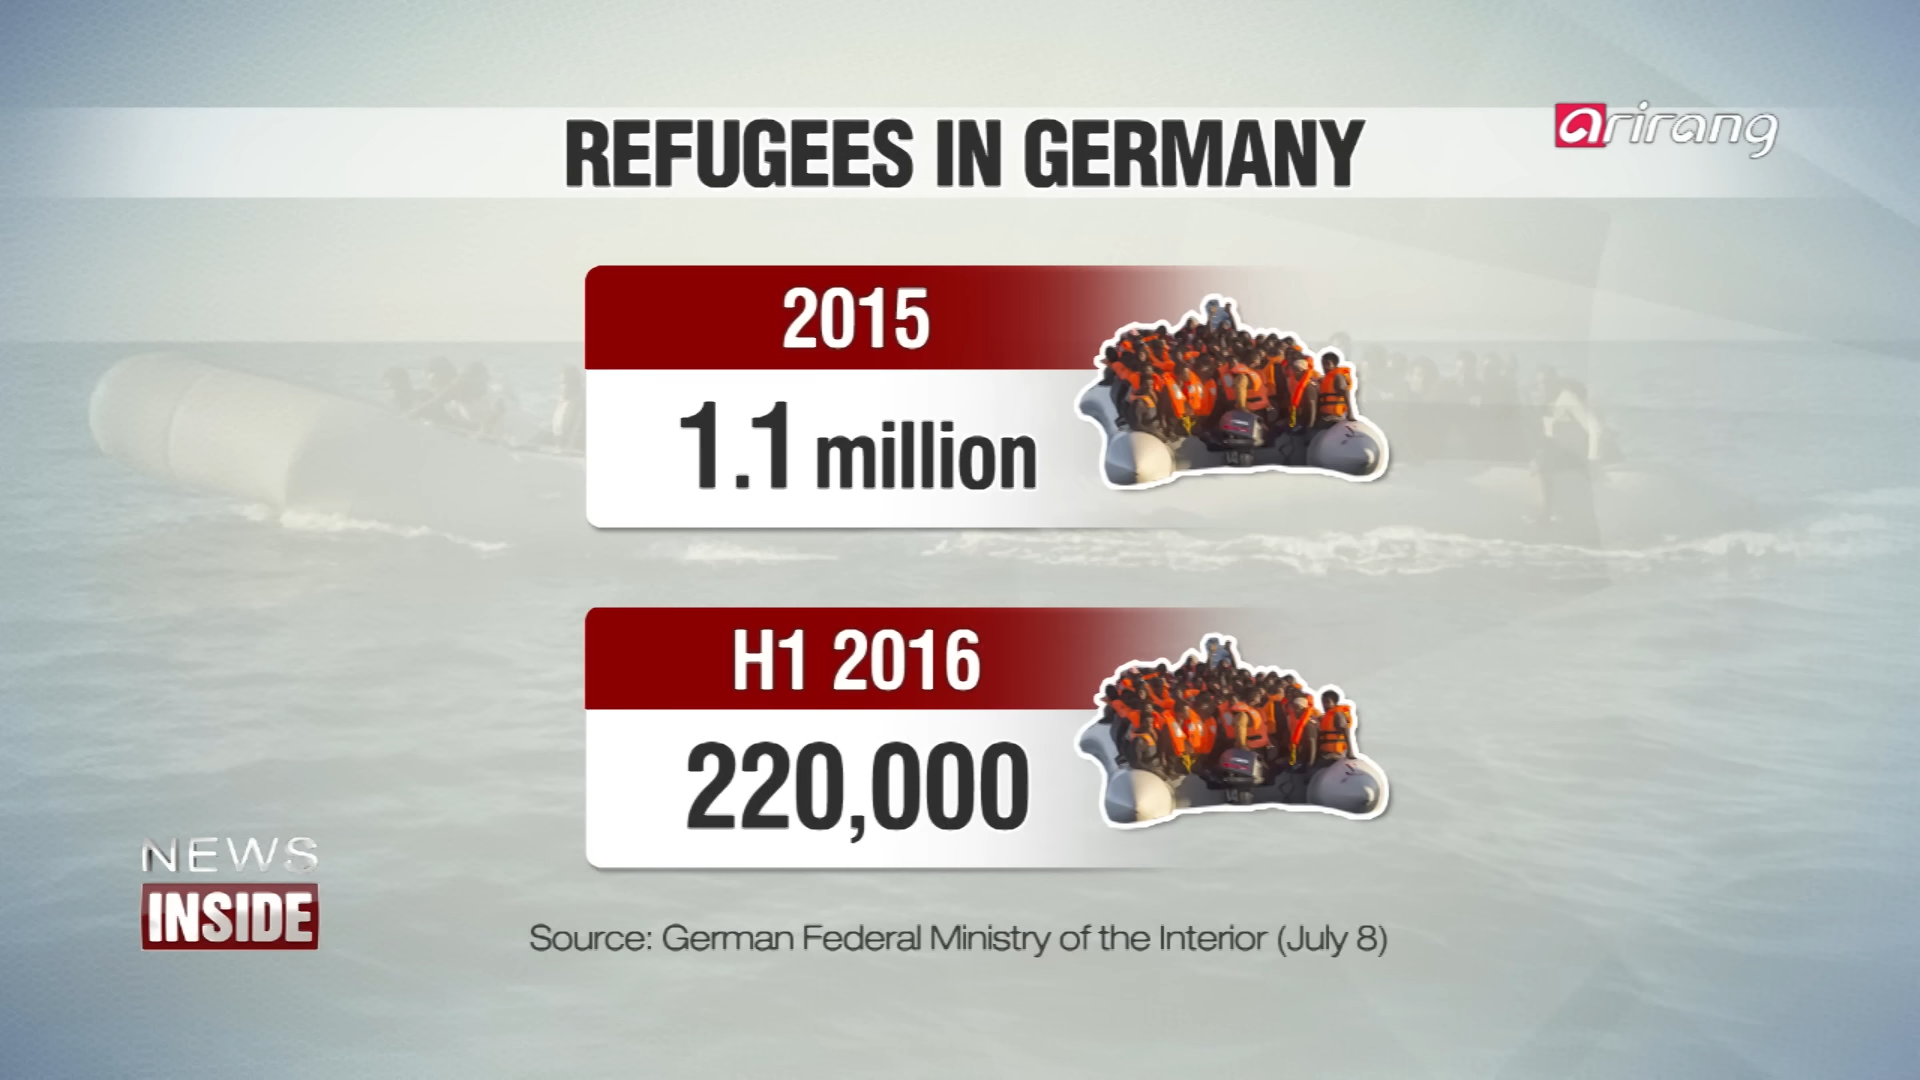 REFUGEES IN GERMANY
arirang
2015
1.1 million
H1 2016
220,000
NEWS
INSIDE
Source: German Federal Ministry of the Interior (July 8)